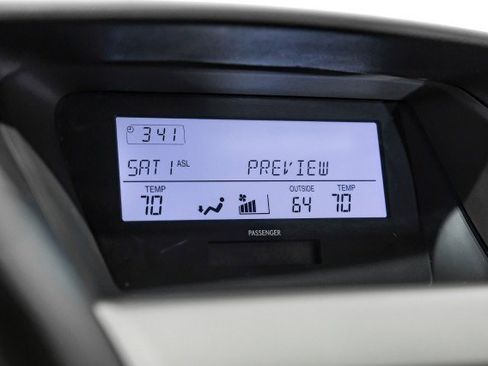 3 41
SAT 1 ASL PREVIEW
TEMP OUTSIDE TEMP
70 64 70
PASSENGER